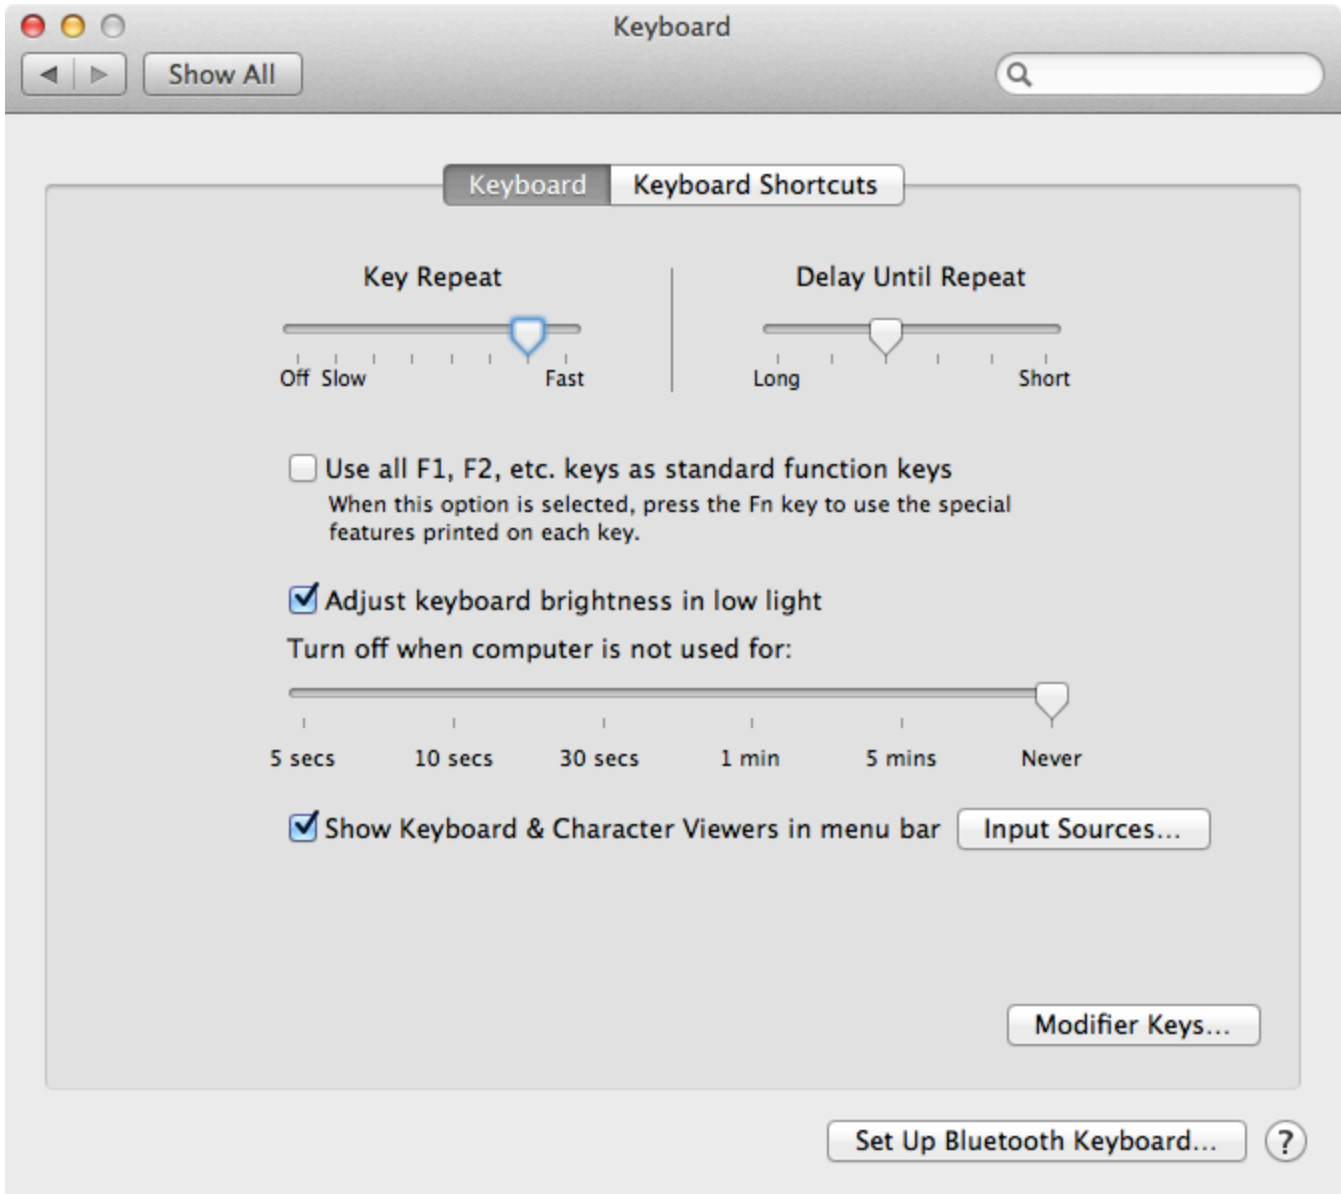 Keyboard
Show All
Keyboard Keyboard Shortcuts
Key Repeat
Off Slow Fast
Delay Until Repeat
Long Short
Use all F1, F2, etc. keys as standard function keys
When this option is selected, press the Fn key to use the special
features printed on each key.
Adjust keyboard brightness in low light
Turn off when computer is not used for:
5 secs 10 secs 30 secs 1 min 5 mins Never
Show Keyboard & Character Viewers in menu bar Input Sources...
Modifier Keys...
Set Up Bluetooth Keyboard... ?